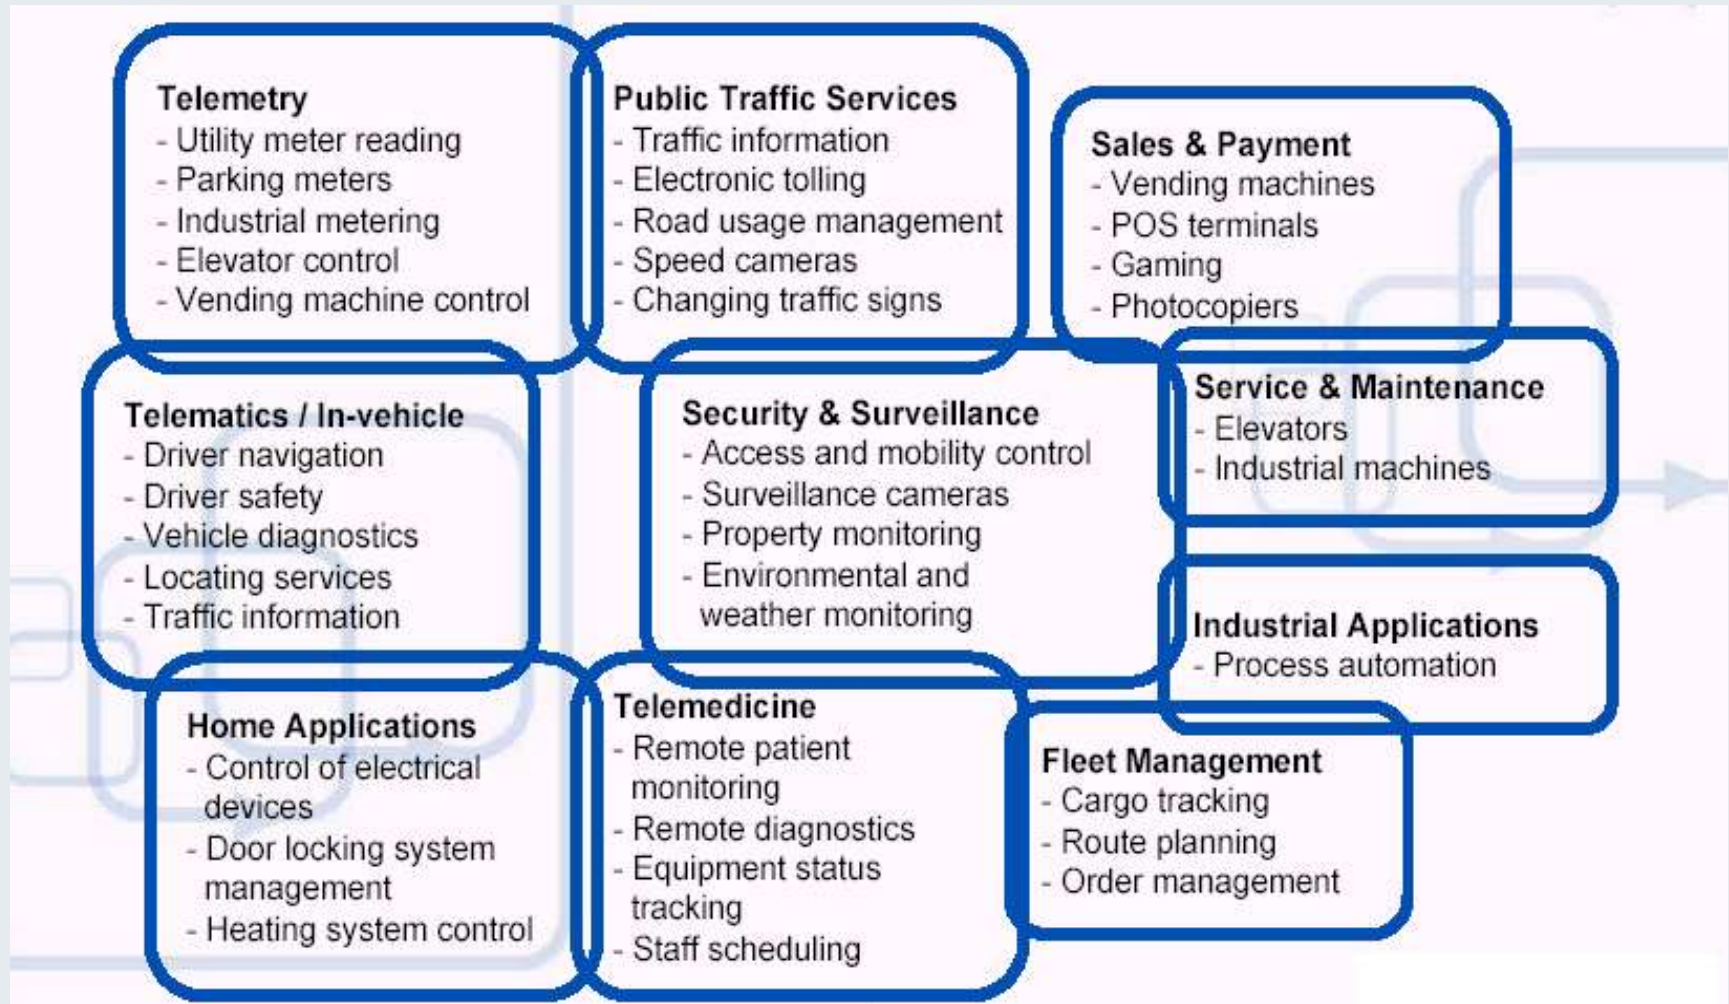 Telemetry
- Utility meter reading
- Parking meters
- Industrial metering
- Elevator control
- Vending machine control
Public Traffic Services
- Traffic information
- Electronic tolling
- Road usage management
- Speed cameras
- Changing traffic signs
Sales & Payment
- Vending machines
- POS terminals
- Gaming
- Photocopiers
Telematics / In-vehicle
- Driver navigation
- Driver safety
- Vehicle diagnostics
- Locating services
- Traffic information
Security & Surveillance
- Access and mobility control
- Surveillance cameras
- Property monitoring
- Environmental and
weather monitoring
Service & Maintenance
- Elevators
- Industrial machines
Industrial Applications
- Process automation
Home Applications
- Control of electrical
devices
- Door locking system
management
- Heating system control
Telemedicine
- Remote patient
monitoring
- Remote diagnostics
- Equipment status
tracking
- Staff scheduling
Fleet Management
- Cargo tracking
- Route planning
- Order management